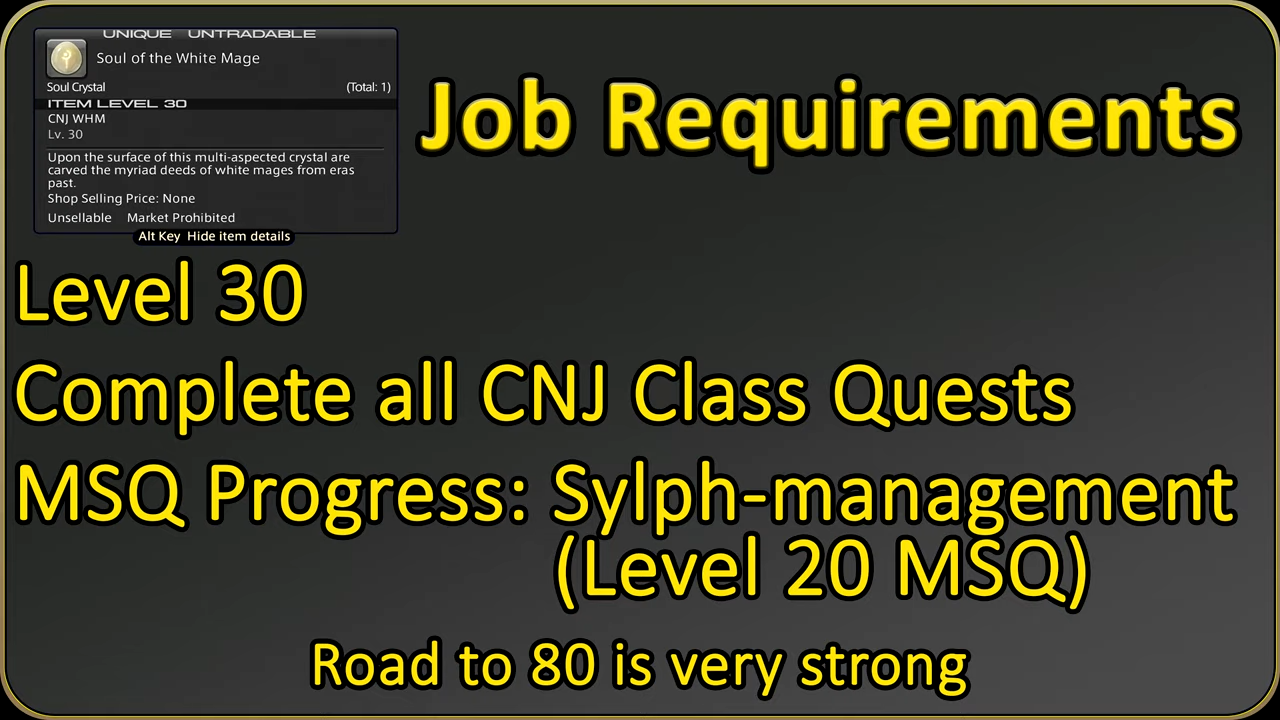 UNIQUE UNTRADABLE
Soul of the White Mage
Soul Crystal (Total: 1)
ITEM LEVEL 30
CNJ WHM
Lv. 30
Upon the surface of this multi-aspected crystal are
carved the myriad deeds of white mages from eras
past.
Shop Selling Price: None
Unsellable Market Prohibited
Alt Key Hide item details
Job Requirements
Level 30
Complete all CNJ Class Quests
MSQ Progress: Sylph-management
(Level 20 MSQ)
Road to 80 is very strong